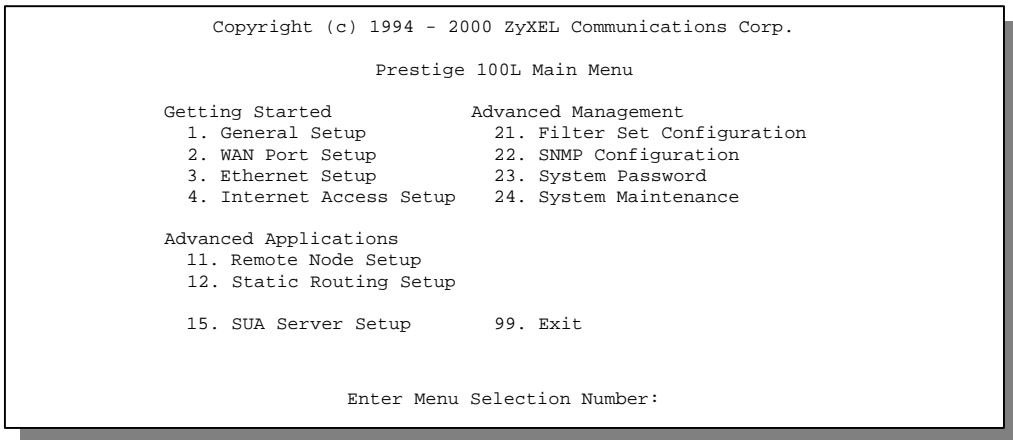 Copyright (c) 1994 - 2000 ZyXEL Communications Corp.
Prestige 100L Main Menu
Getting Started Advanced Management
1. General Setup 21. Filter Set Configuration
2. WAN Port Setup 22. SNMP Configuration
3. Ethernet Setup 23. System Password
4. Internet Access Setup 24. System Maintenance
Advanced Applications
11. Remote Node Setup
12. Static Routing Setup
15. SUA Server Setup 99. Exit
Enter Menu Selection Number: